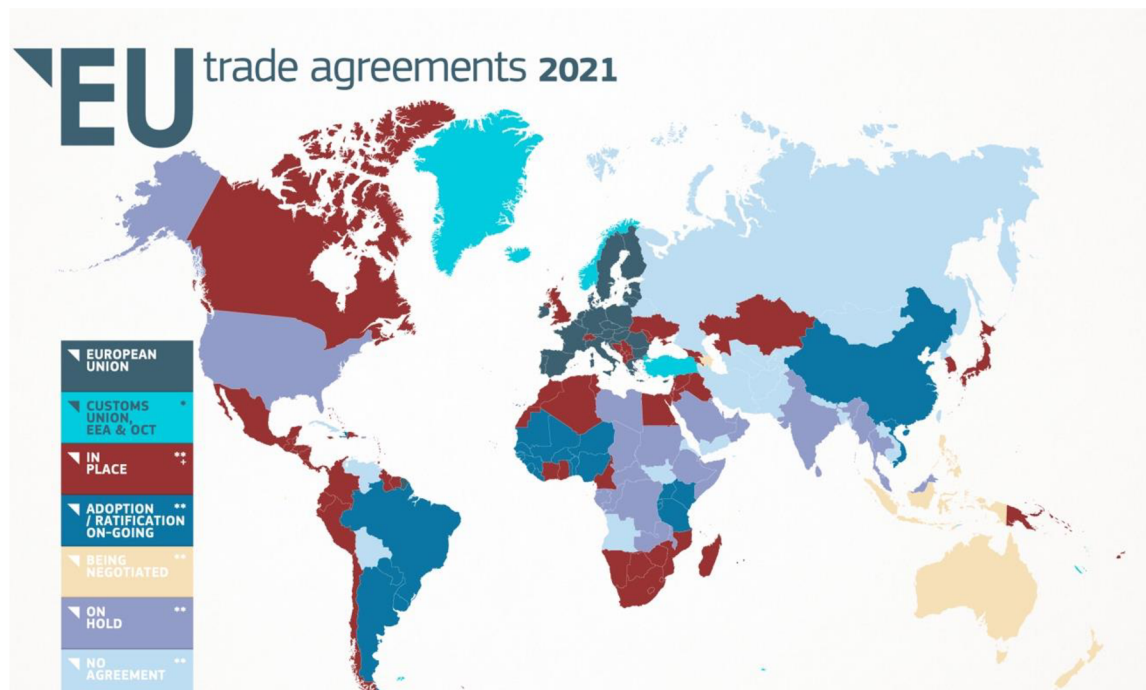 EU trade agreements 2021
EUROPEAN
UNION
CUSTOMS *
UNION,
EEA & OCT
IN **
PLACE +
ADOPTION **
/ RATIFICATION
ON-GOING
BEING **
NEGOTIATED
ON **
HOLD
NO **
AGREEMENT